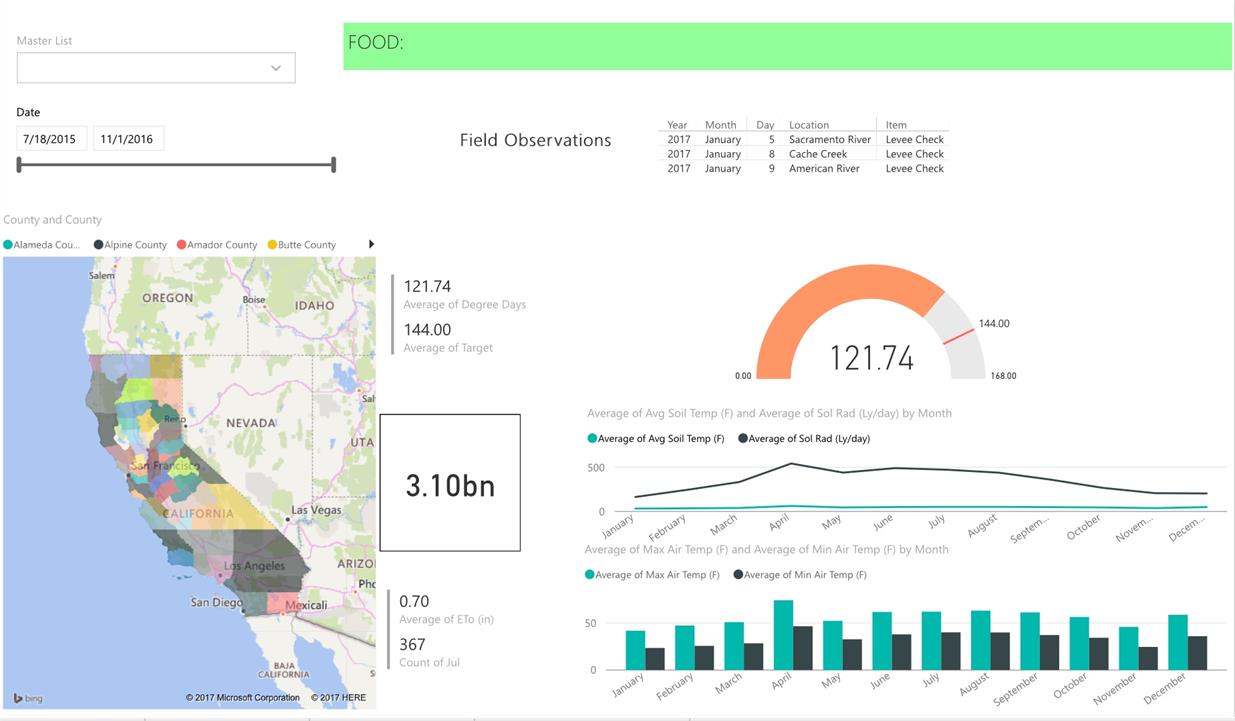 Master List
FOOD:
Date
7/18/2015 11/1/2016
Field Observations
Year Month Day Location Item
2017 January 5 Sacramento River Levee Check
2017 January 8 Cache Creek Levee Check
2017 January 9 American River Levee Check
County and County
Alameda Cou... Alpine County Amador County Butte County
Salem
OREGON
Boise
IDAHO
Reno
NEVADA
Sal
UTA
San Francisco
CALIFORNIA
Las Vegas
Los Angeles
ARIZO
Pho
San Diego
Mexicali
BAJA
CALIFORNIA
S
bing
© 2017 Microsoft Corporation © 2017 HERE
121.74
Average of Degree Days
144.00
Average of Target
3.10bn
0.70
Average of ETo (in)
367
Count of Jul
144.00
121.74
0.00
168.00
Average of Avg Soil Temp (F) and Average of Sol Rad (Ly/day) by Month
Average of Avg Soil Temp (F) Average of Sol Rad (Ly/day)
500
0
January February March April May June July August Septem... October Novem... Decem...
Average of Max Air Temp (F) and Average of Min Air Temp (F) by Month
Average of Max Air Temp (F) Average of Min Air Temp (F)
50
0
January February March April May June July August September October November December